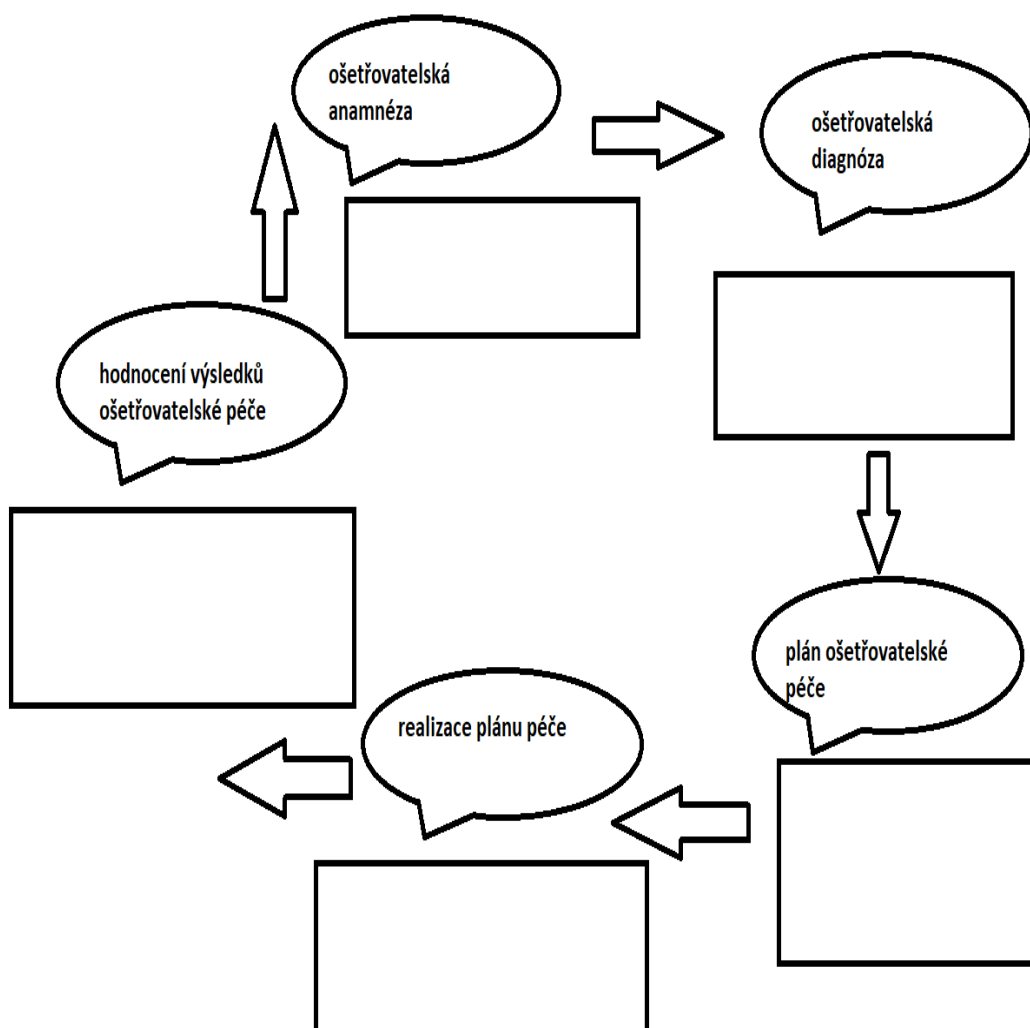 ošetřovatelská
anamnéza
ošetřovatelská
diagnóza
hodnocení výsledků
ošetřovatelské péče
plán ošetřovatelské
péče
realizace plánu péče